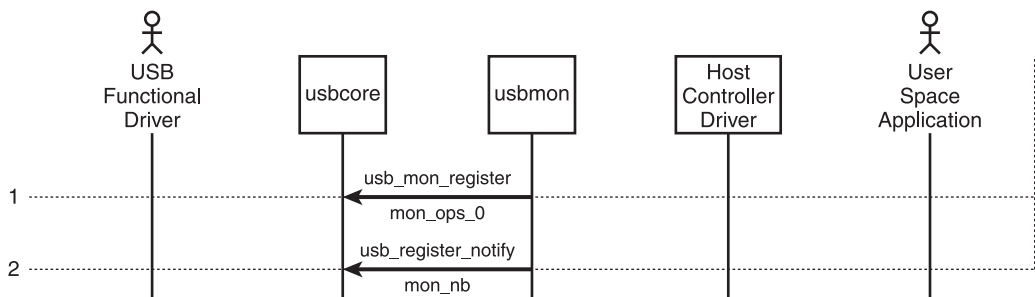 USB
Functional
Driver
usbcore
usbmon
Host
Controller
Driver
User
Space
Application
1
usb_mon_register
mon_ops_0
2
usb_register_notify
mon_nb